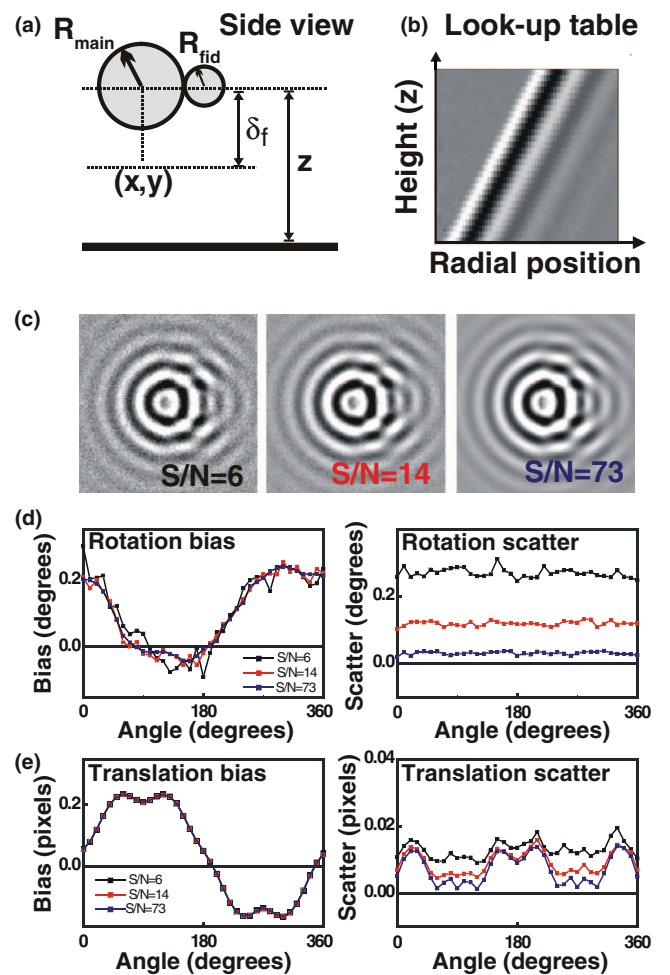 (a) Side view
R_main
R_fid
δ_f
z
(x,y)
(b) Look-up table
Height (z)
Radial position
(c)
S/N=6
S/N=14
S/N=73
(d)
Rotation bias
Bias (degrees)
0.2
0.0
S/N=6
S/N=14
S/N=73
0 180 360
Angle (degrees)
Rotation scatter
Scatter (degrees)
0.2
0.0
0 180 360
Angle (degrees)
(e)
Translation bias
Bias (pixels)
0.2
0.0
S/N=6
S/N=14
S/N=73
0 180 360
Angle (degrees)
Translation scatter
Scatter (pixels)
0.04
0.02
0.00
0 180 360
Angle (degrees)